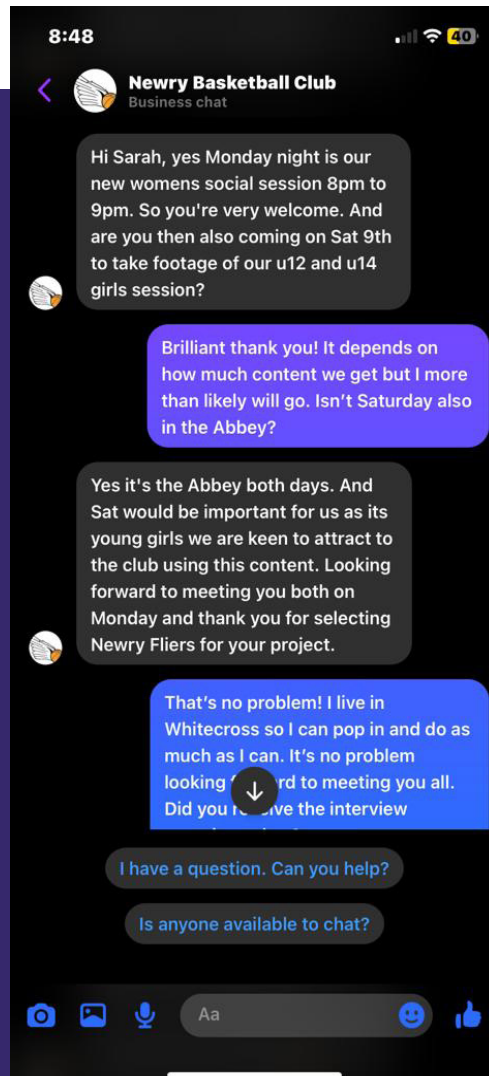 8:48
40
Newry Basketball Club
Business chat
Hi Sarah, yes Monday night is our
new womens social session 8pm to
9pm. So you're very welcome. And
are you then also coming on Sat 9th
to take footage of our u12 and u14
girls session?
Brilliant thank you! It depends on
how much content we get but I more
than likely will go. Isn't Saturday also
in the Abbey?
Yes it's the Abbey both days. And
Sat would be important for us as its
young girls we are keen to attract to
the club using this content. Looking
forward to meeting you both on
Monday and thank you for selecting
Newry Fliers for your project.
That's no problem! I live in
Whitecross so I can pop in and do as
much as I can. It's no problem
looking to meeting you all.
Did you the interview
I have a question. Can you help?
Is anyone available to chat?
Aa